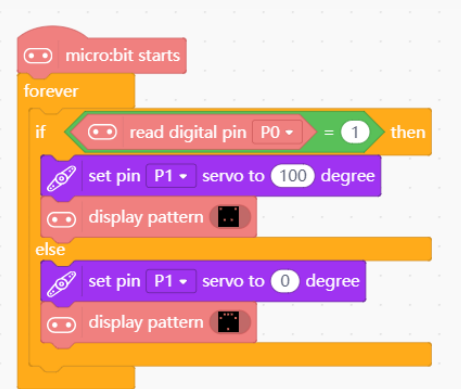 micro:bit starts
forever
if read digital pin P0 = 1 then
set pin P1 servo to 100 degree
display pattern
else
set pin P1 servo to 0 degree
display pattern